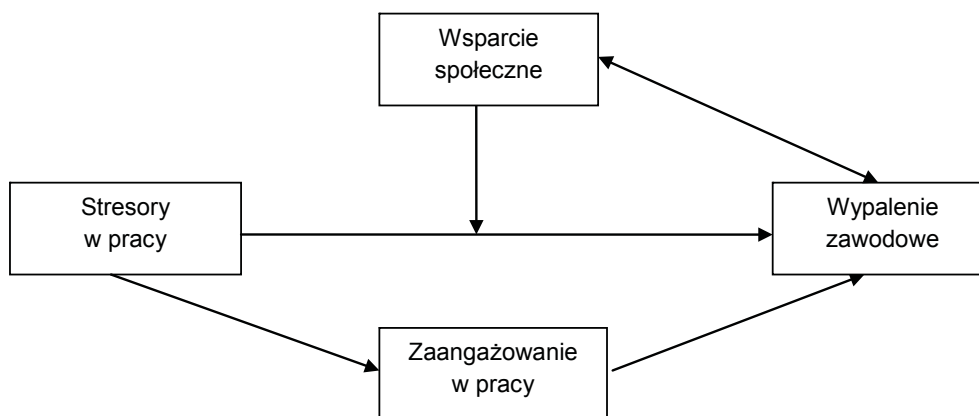 Wsparcie
społeczne
Stresory
w pracy
Wypalenie
zawodowe
Zaangażowanie
w pracy